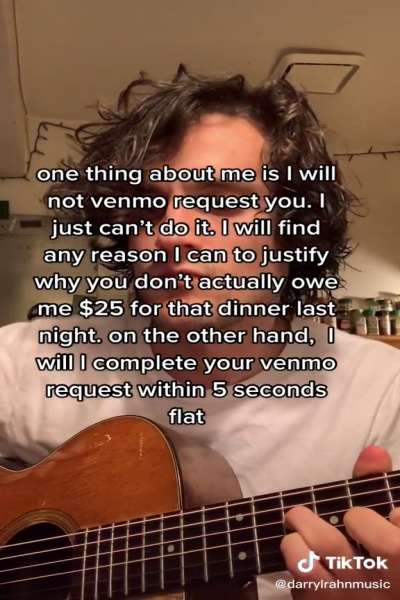 one thing about me is I will
not venmo request you. I
just can't do it. I will find
any reason I can to justify
why you don't actually owe
me $25 for that dinner last
night. on the other hand, I
will I complete your venmo
request within 5 seconds
flat
TikTok
@darrylrahnmusic